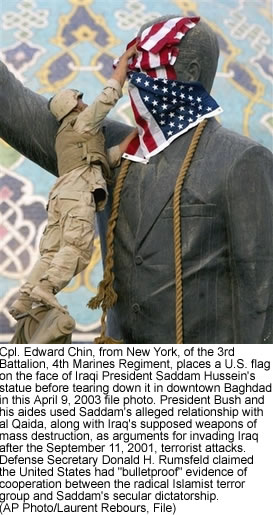 Cpl. Edward Chin, from New York, of the 3rd
Battalion, 4th Marines Regiment, places a U.S. flag
on the face of Iraqi President Saddam Hussein's
statue before tearing down it in downtown Baghdad
in this April 9, 2003 file photo. President Bush and
his aides used Saddam's alleged relationship with
al Qaida, along with Iraq's supposed weapons of
mass destruction, as arguments for invading Iraq
after the September 11, 2001, terrorist attacks.
Defense Secretary Donald H. Rumsfeld claimed
the United States had "bulletproof" evidence of
cooperation between the radical Islamist terror
group and Saddam's secular dictatorship.
(AP Photo/Laurent Rebours, File)